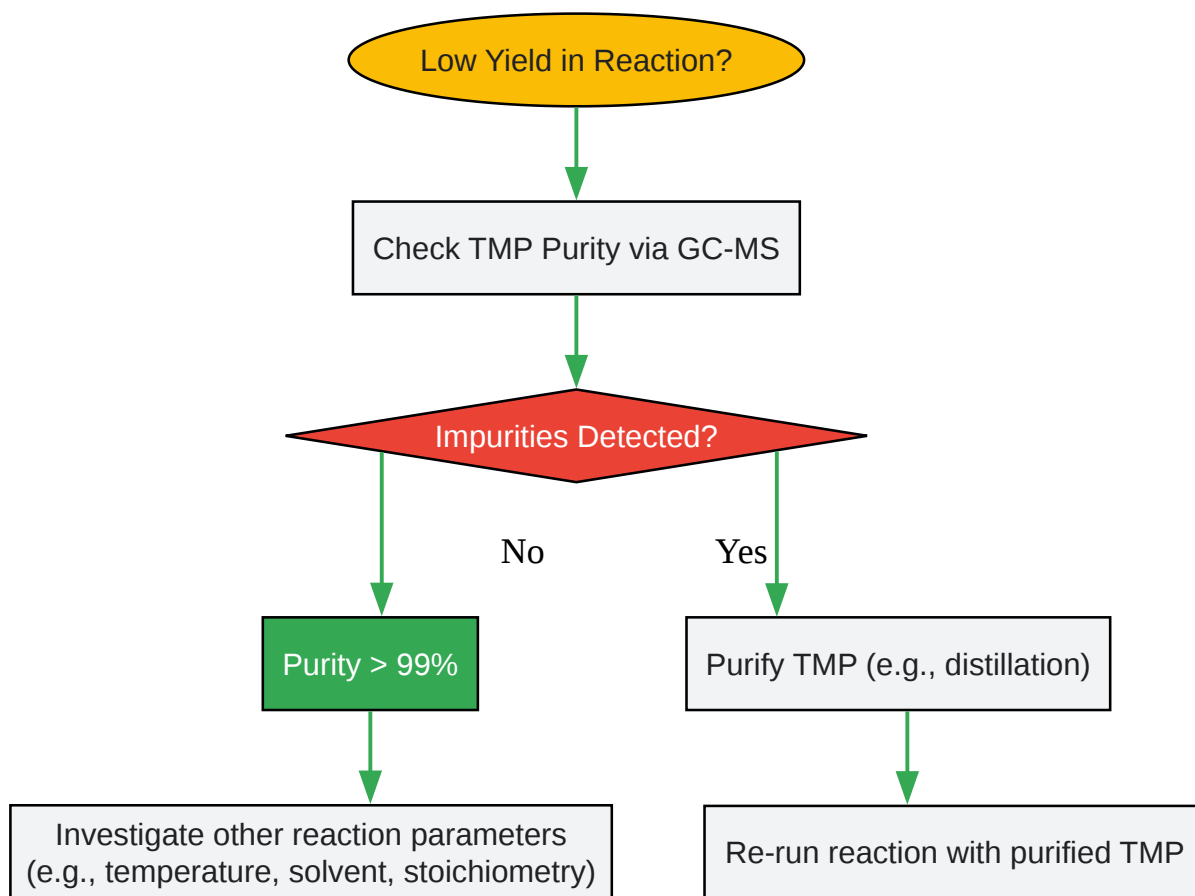 Low Yield in Reaction?
Check TMP Purity via GC-MS
Impurities Detected?
No
Yes
Purity > 99%
Purify TMP (e.g., distillation)
Investigate other reaction parameters
(e.g., temperature, solvent, stoichiometry)
Re-run reaction with purified TMP